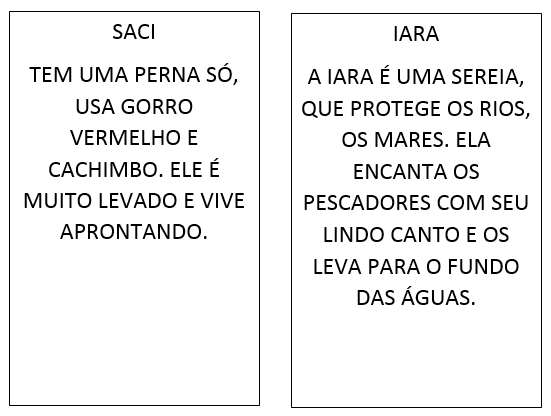 SACI
TEM UMA PERNA SÓ,
USA GORRO
VERMELHO E
CACHIMBO. ELE É
MUITO LEVADO E VIVE
APRONTANDO.
IARA
A IARA É UMA SEREIA,
QUE PROTEGE OS RIOS,
OS MARES. ELA
ENCANTA OS
PESCADORES COM SEU
LINDO CANTO E OS
LEVA PARA O FUNDO
DAS ÁGUAS.